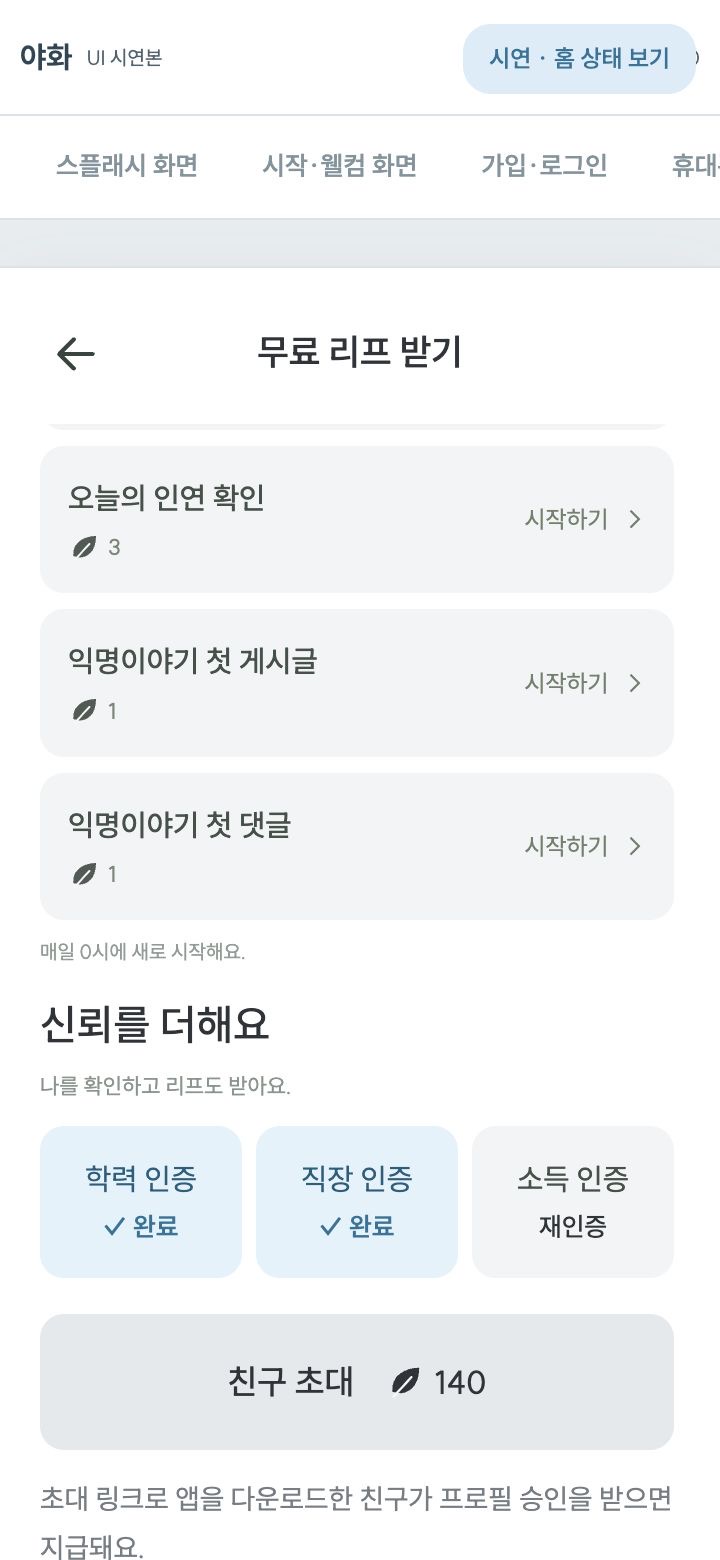 야화 UI 시연본
시연 · 홈 상태 보기
스플래시 화면 시작·웰컴 화면 가입·로그인 휴대
무료 리프 받기
오늘의 인연 확인
3
시작하기
익명이야기 첫 게시글
1
시작하기
익명이야기 첫 댓글
1
시작하기
매일 0시에 새로 시작해요.
신뢰를 더해요
나를 확인하고 리프도 받아요.
학력 인증
완료
직장 인증
완료
소득 인증
재인증
친구 초대 140
초대 링크로 앱을 다운로드한 친구가 프로필 승인을 받으면
지급돼요.